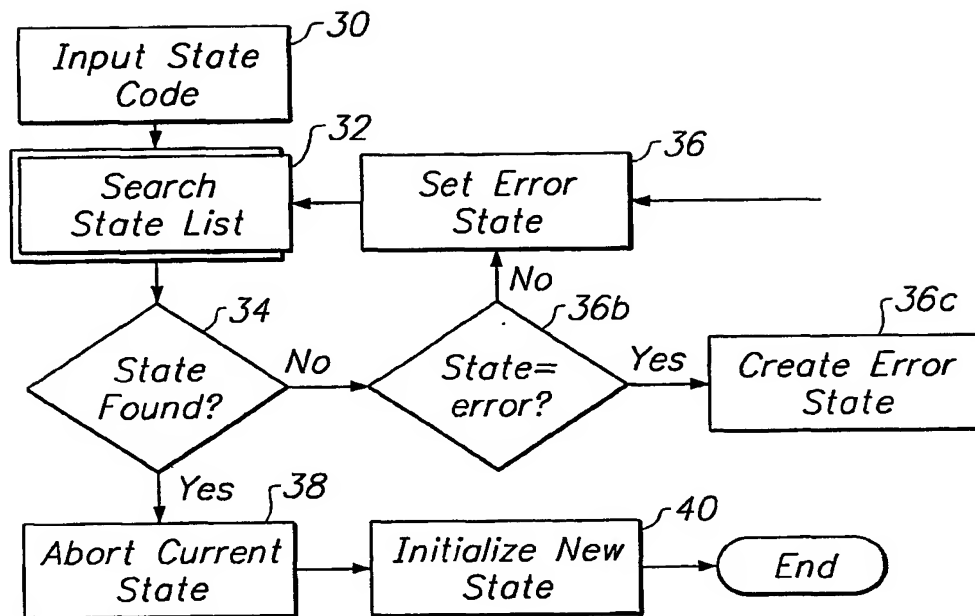 30
Input State
Code
32
Search
State List
36
Set Error
State
No
34
State
Found?
No
36b
State=
error?
Yes
36c
Create Error
State
Yes
38
Abort Current
State
40
Initialize New
State
End